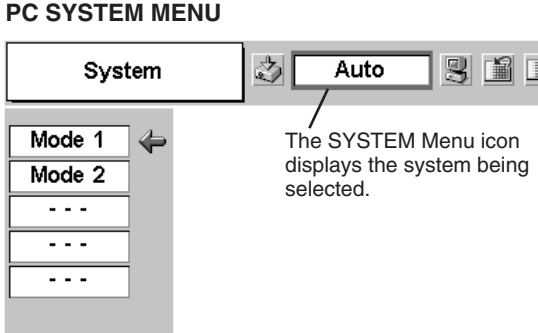 PC SYSTEM MENU
System
Auto
Mode 1
Mode 2
- - -
- - -
- - -
The SYSTEM Menu icon
displays the system being
selected.